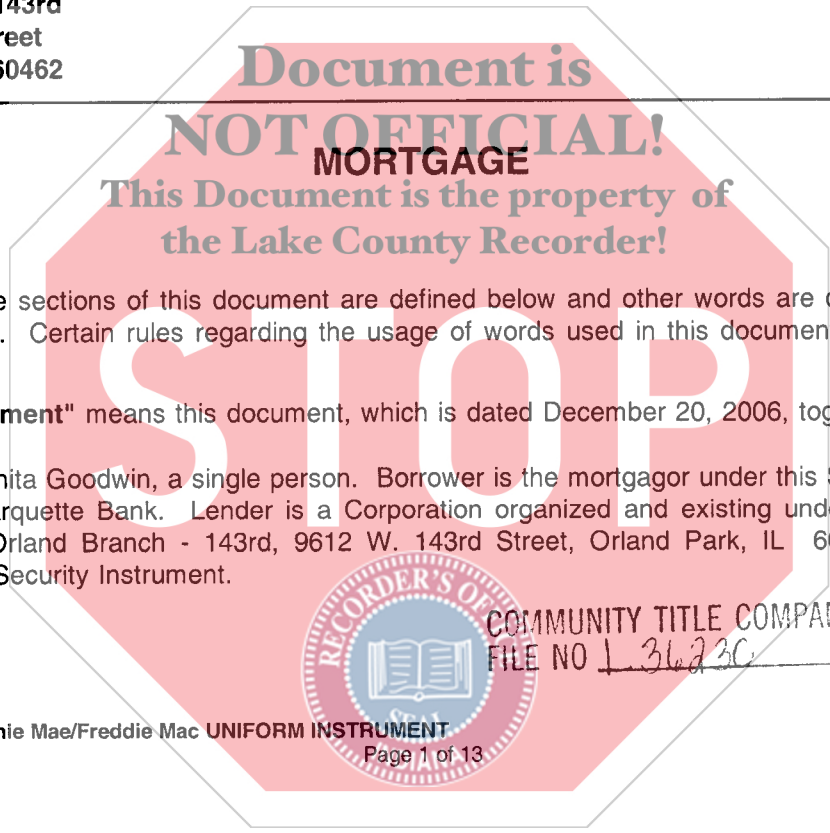 143rd
reet
60462
Document is
NOT OFFICIAL!
MORTGAGE
This Document is the property of
the Lake County Recorder!
e sections of this document are defined below and other words are
. Certain rules regarding the usage of words used in this documen
STOP
ment" means this document, which is dated December 20, 2006, tog
nita Goodwin, a single person. Borrower is the mortgagor under this
rquette Bank. Lender is a Corporation organized and existing und
Orland Branch - 143rd, 9612 W. 143rd Street, Orland Park, IL 6
Security Instrument.
RECORDER'S OF
SEAL
INDIANA
COMMUNITY TITLE COMPAN
FILE NO L 36230
nie Mae/Freddie Mac UNIFORM INSTRUMENT
Page 1 of 13